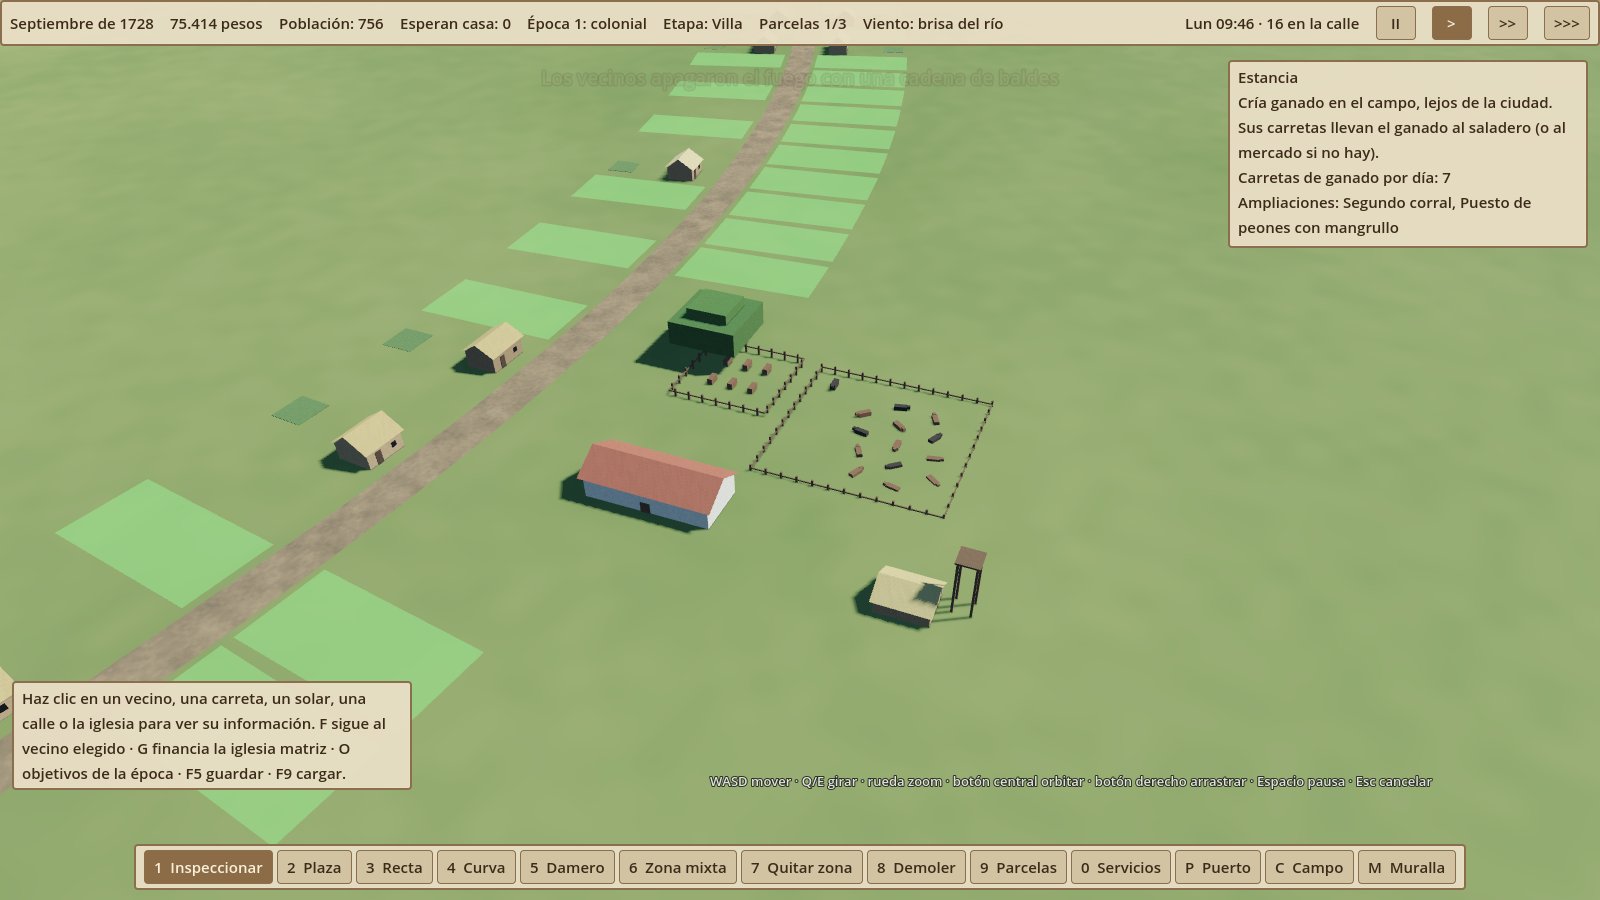 Septiembre de 1728 75.414 pesos Población: 756 Esperan casa: 0 Época 1: colonial Etapa: Villa Parcelas 1/3 Viento: brisa del río Lun 09:46 · 16 en la calle II > >> >>>
Los vecinos apagaron el fuego con una cadena de baldes
Estancia
Cría ganado en el campo, lejos de la ciudad.
Sus carretas llevan el ganado al saladero (o al
mercado si no hay).
Carretas de ganado por día: 7
Ampliaciones: Segundo corral, Puesto de
peones con mangrullo
Haz clic en un vecino, una carreta, un solar, una
calle o la iglesia para ver su información. F sigue al
vecino elegido · G financia la iglesia matriz · O
objetivos de la época · F5 guardar · F9 cargar.
WASD mover · Q/E girar · rueda zoom · botón central orbitar · botón derecho arrastrar · Espacio pausa · Esc cancelar
1 Inspeccionar 2 Plaza 3 Recta 4 Curva 5 Damero 6 Zona mixta 7 Quitar zona 8 Demoler 9 Parcelas 0 Servicios P Puerto C Campo M Muralla